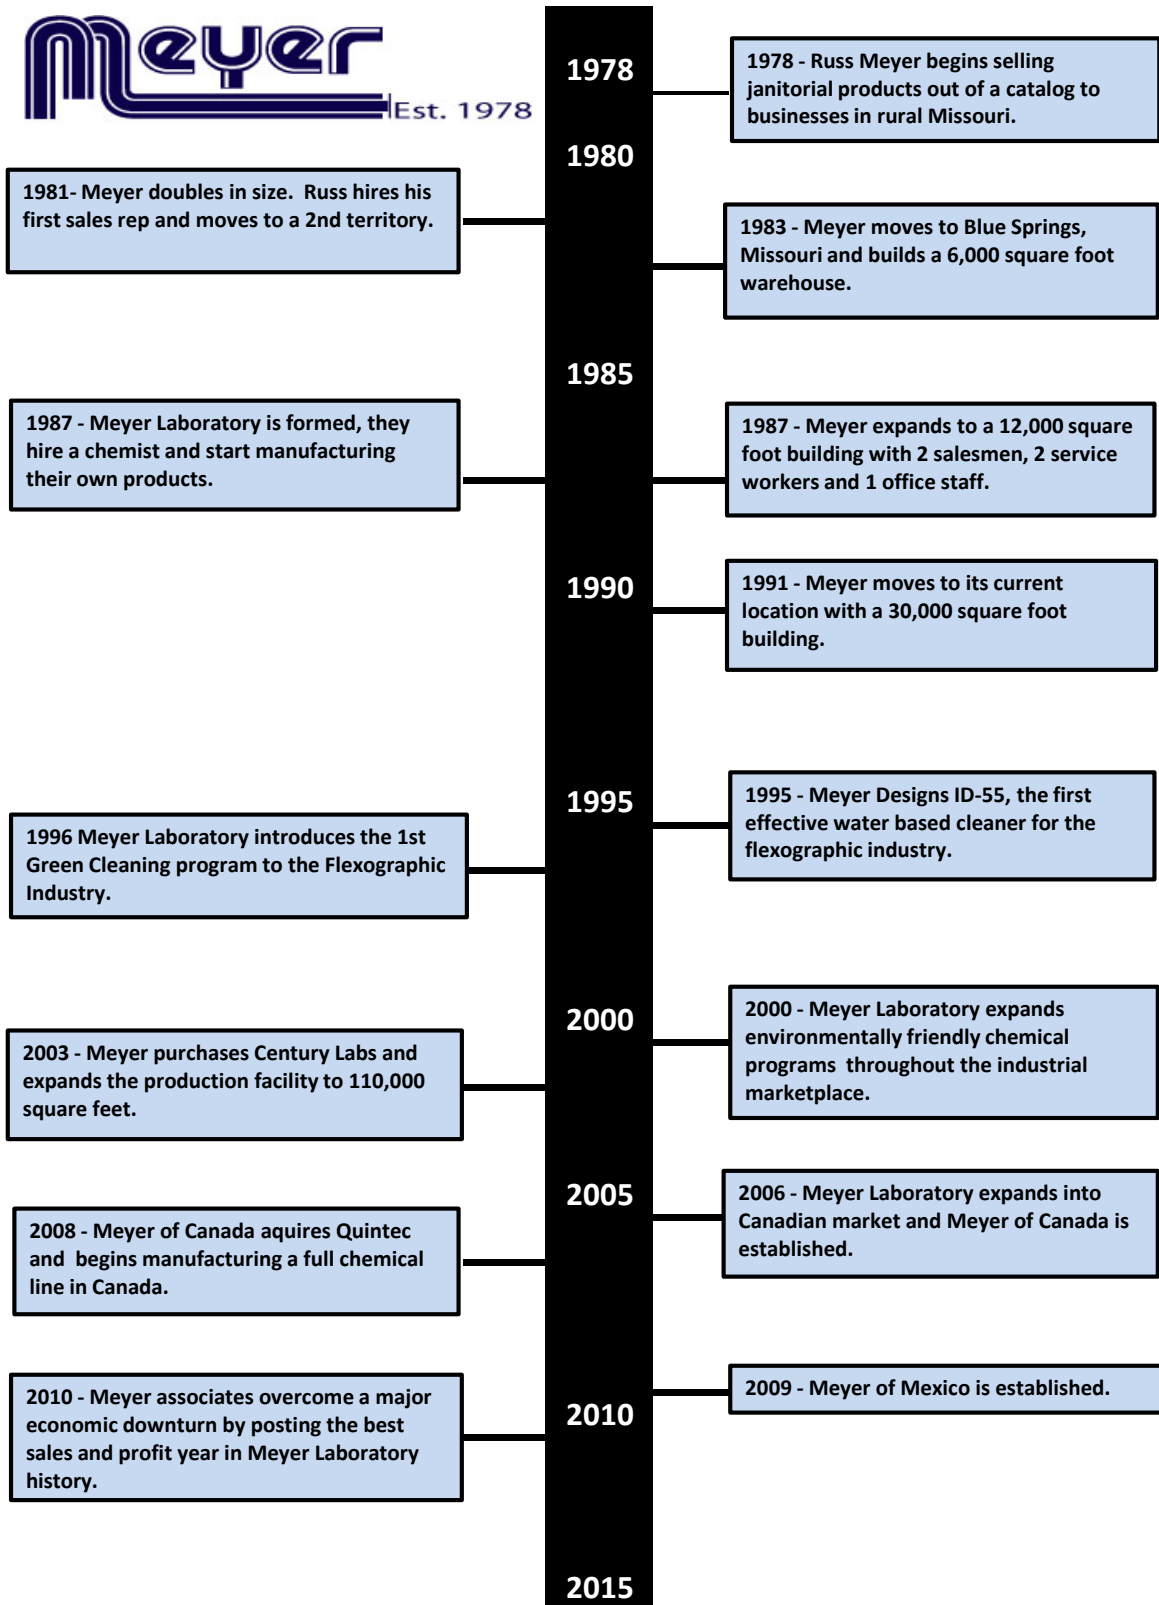 Meyer
Est. 1978
1978
1978 - Russ Meyer begins selling
janitorial products out of a catalog to
businesses in rural Missouri.
1980
1981- Meyer doubles in size.  Russ hires his
first sales rep and moves to a 2nd territory.
1983 - Meyer moves to Blue Springs,
Missouri and builds a 6,000 square foot
warehouse.
1985
1987 - Meyer Laboratory is formed, they
hire a chemist and start manufacturing
their own products.
1987 - Meyer expands to a 12,000 square
foot building with 2 salesmen, 2 service
workers and 1 office staff.
1990
1991 - Meyer moves to its current
location with a 30,000 square foot
building.
1995
1995 - Meyer Designs ID-55, the first
effective water based cleaner for the
flexographic industry.
1996 Meyer Laboratory introduces the 1st
Green Cleaning program to the Flexographic
Industry.
2000
2000 - Meyer Laboratory expands
environmentally friendly chemical
programs  throughout the industrial
marketplace.
2003 - Meyer purchases Century Labs and
expands the production facility to 110,000
square feet.
2005
2006 - Meyer Laboratory expands into
Canadian market and Meyer of Canada is
established.
2008 - Meyer of Canada aquires Quintec
and  begins manufacturing a full chemical
line in Canada.
2009 - Meyer of Mexico is established.
2010
2010 - Meyer associates overcome a major
economic downturn by posting the best
sales and profit year in Meyer Laboratory
history.
2015